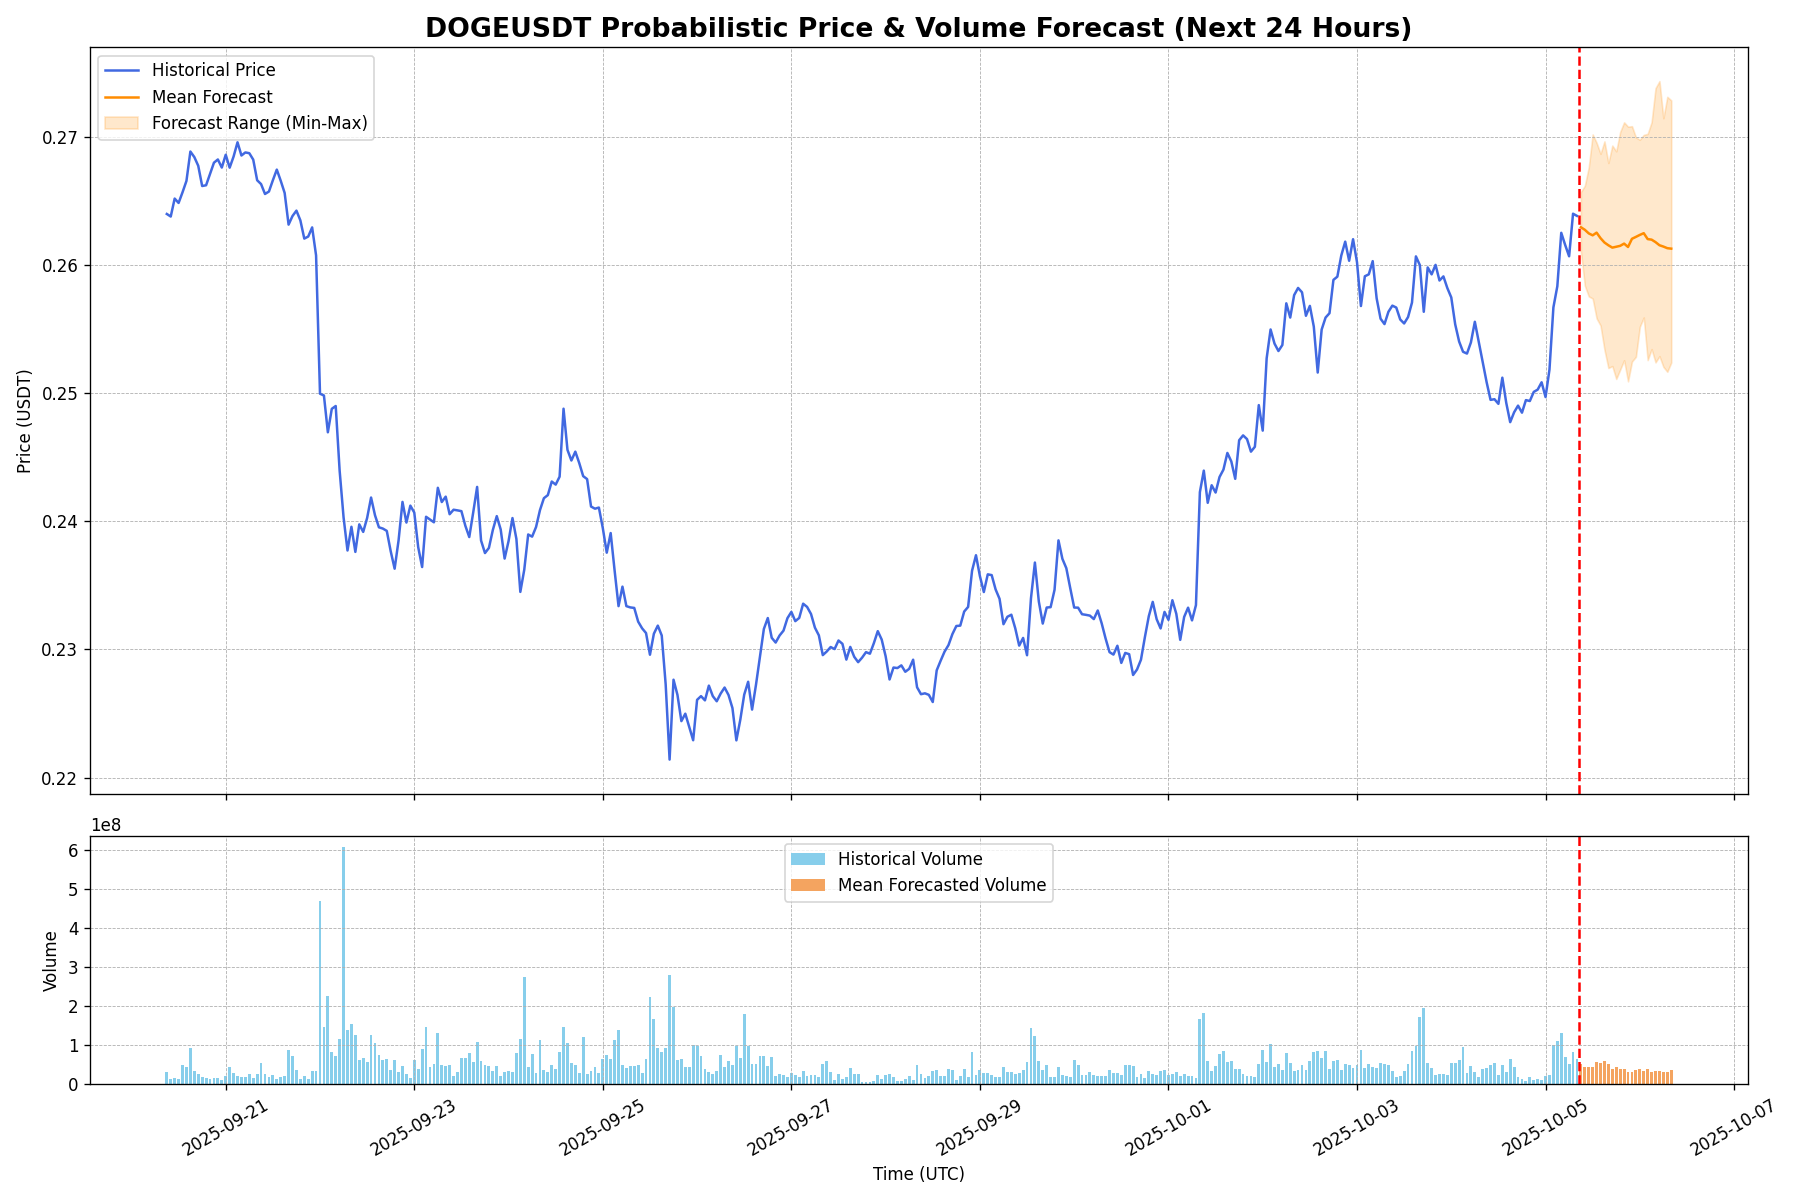 DOGEUSDT Probabilistic Price & Volume Forecast (Next 24 Hours)
Historical Price
Mean Forecast
Forecast Range (Min-Max)
0.27
0.26
0.25
0.24
0.23
0.22
Price (USDT)
1e8
Historical Volume
Mean Forecasted Volume
6
5
4
3
2
1
0
Volume
2025-09-21
2025-09-23
2025-09-25
2025-09-27
2025-09-29
2025-10-01
2025-10-03
2025-10-05
2025-10-07
Time (UTC)